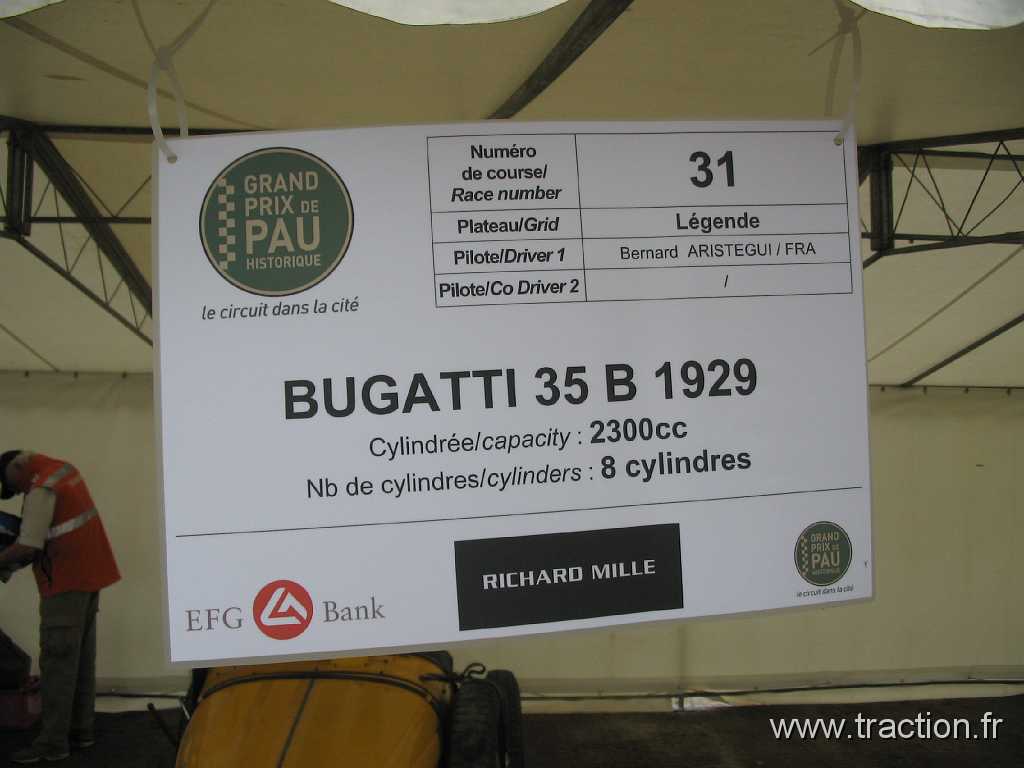 GRAND
PRIX DE
PAU
HISTORIQUE
le circuit dans la cité
Numéro
de course/
Race number
31
Plateau/Grid
Légende
Pilote/Driver 1
Bernard ARISTEGUI / FRA
Pilote/Co Driver 2
/
BUGATTI 35 B 1929
Cylindrée/capacity : 2300cc
Nb de cylindres/cylinders : 8 cylindres
EFG Bank
RICHARD MILLE
GRAND
PRIX DE
PAU
HISTORIQUE
le circuit dans la cité
www.traction.fr